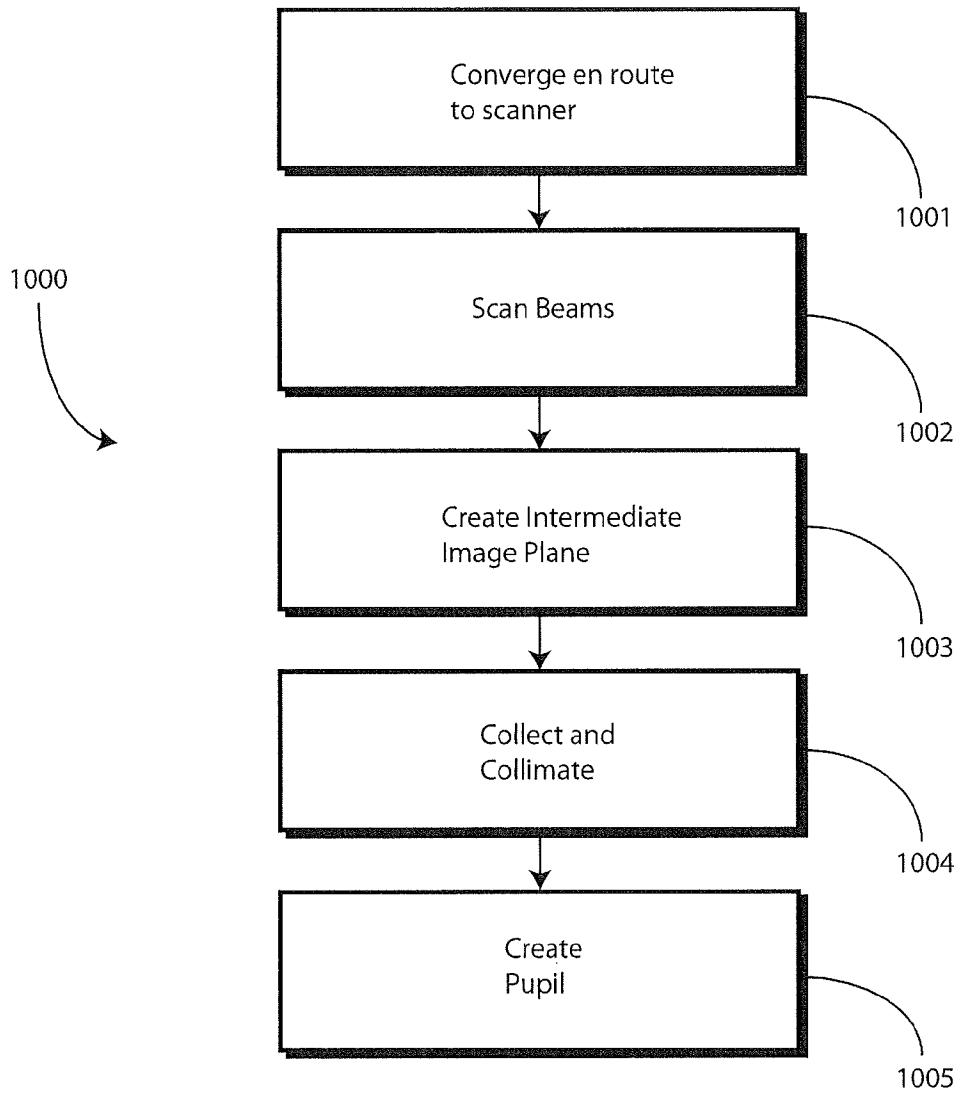 Converge en route
to scanner
1001
1000
Scan Beams
1002
Create Intermediate
Image Plane
1003
Collect and
Collimate
1004
Create
Pupil
1005